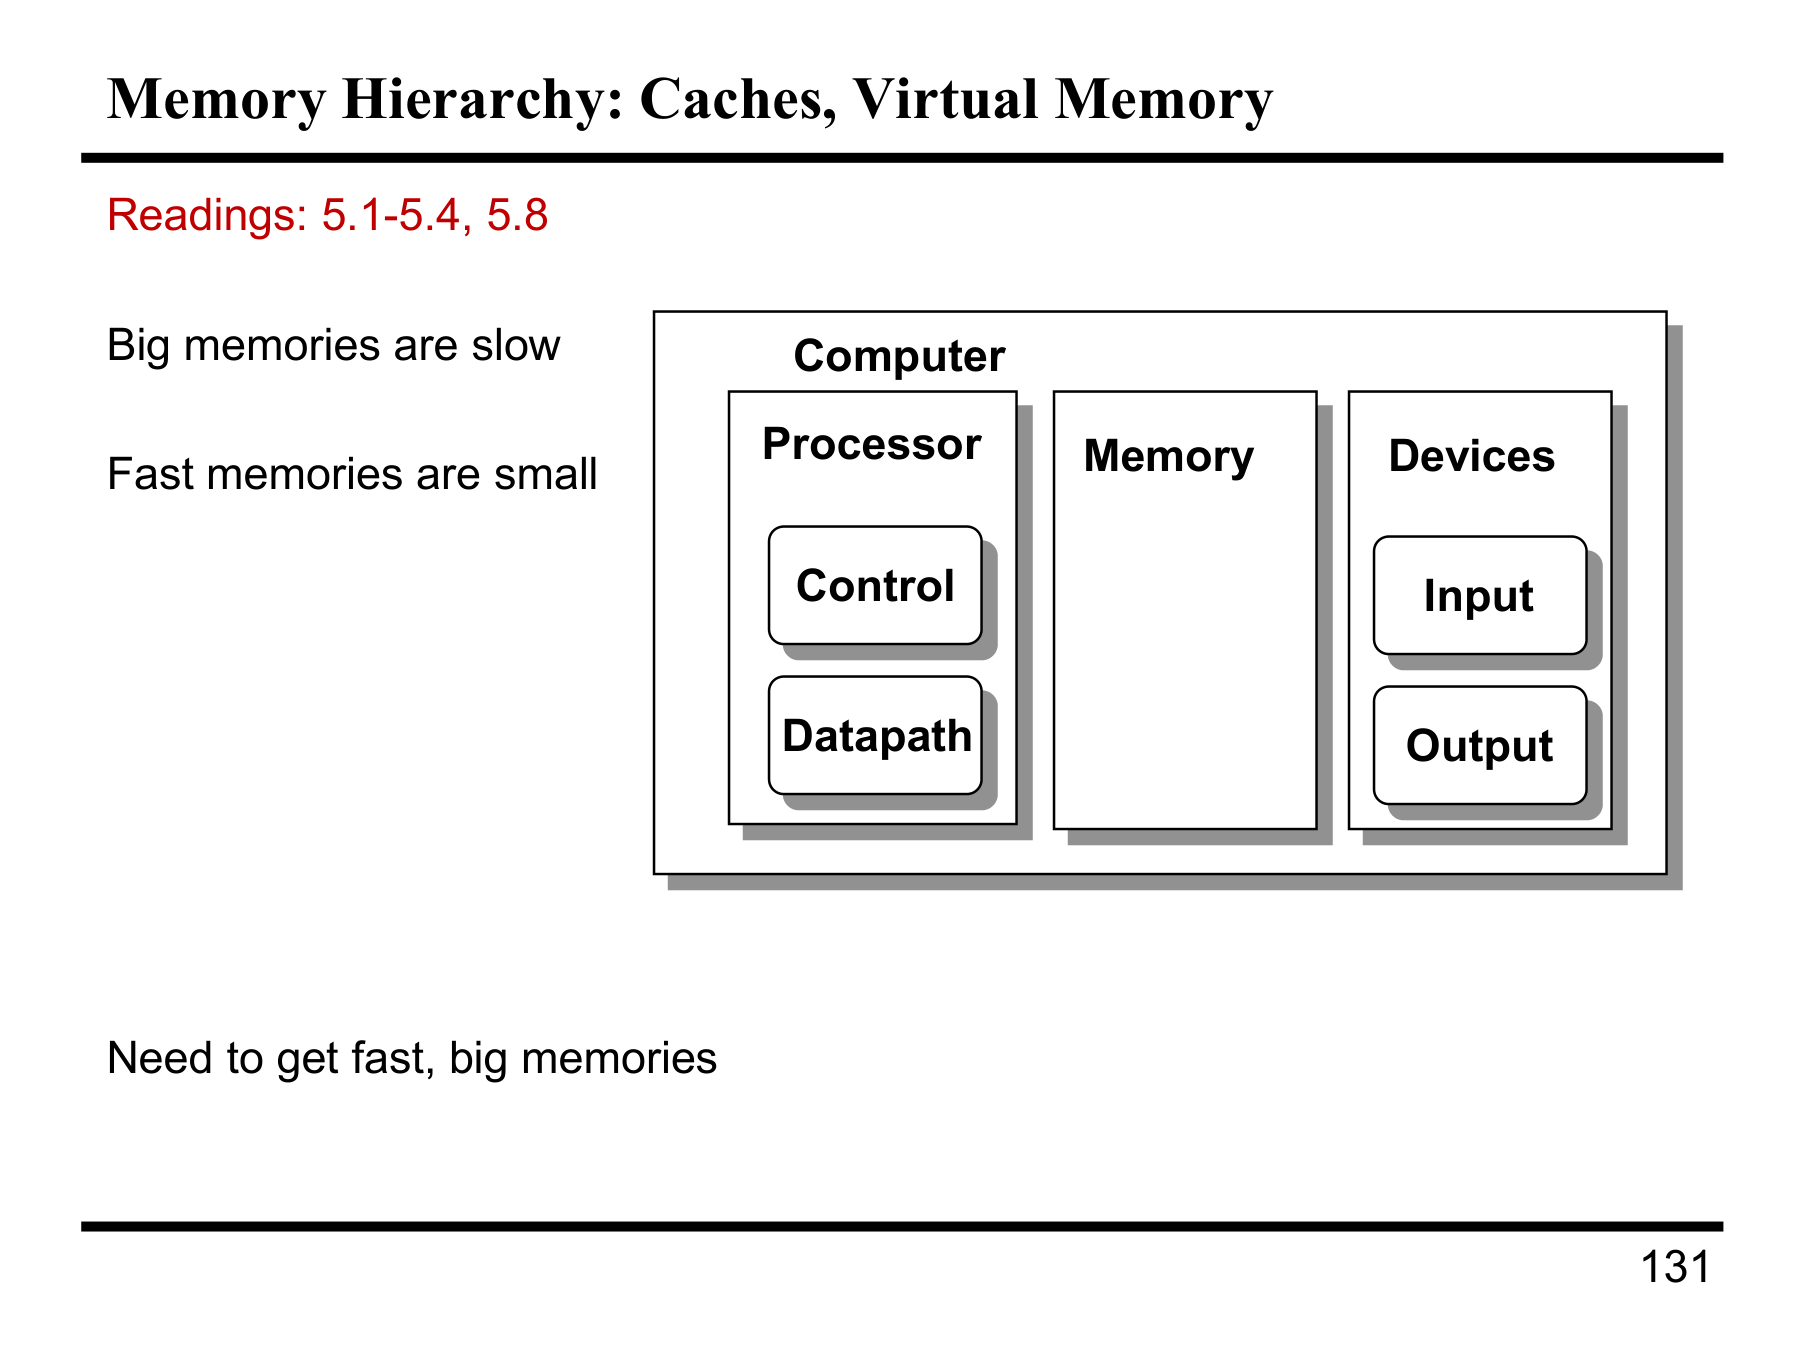 Memory Hierarchy: Caches, Virtual Memory
Readings: 5.1-5.4, 5.8
Big memories are slow
Fast memories are small
Computer
Processor
Control
Datapath
Memory
Devices
Input
Output
Need to get fast, big memories
131